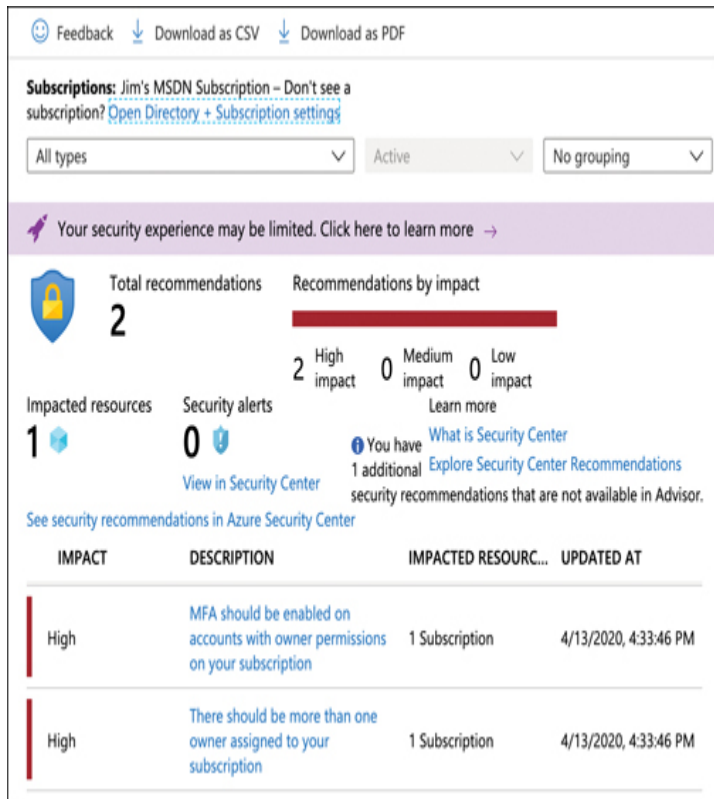 Feedback Download as CSV Download as PDF
Subscriptions: Jim's MSDN Subscription – Don't see a
subscription? Open Directory + Subscription settings
All types Active No grouping
Your security experience may be limited. Click here to learn more →
Total recommendations
2
Recommendations by impact
2 High impact 0 Medium impact 0 Low impact
Impacted resources
1
Security alerts
0
View in Security Center
Learn more
What is Security Center
Explore Security Center Recommendations
You have
1 additional
security recommendations that are not available in Advisor.
See security recommendations in Azure Security Center
IMPACT DESCRIPTION IMPACTED RESOURC... UPDATED AT
High
MFA should be enabled on
accounts with owner permissions
on your subscription
1 Subscription
4/13/2020, 4:33:46 PM
High
There should be more than one
owner assigned to your
subscription
1 Subscription
4/13/2020, 4:33:46 PM